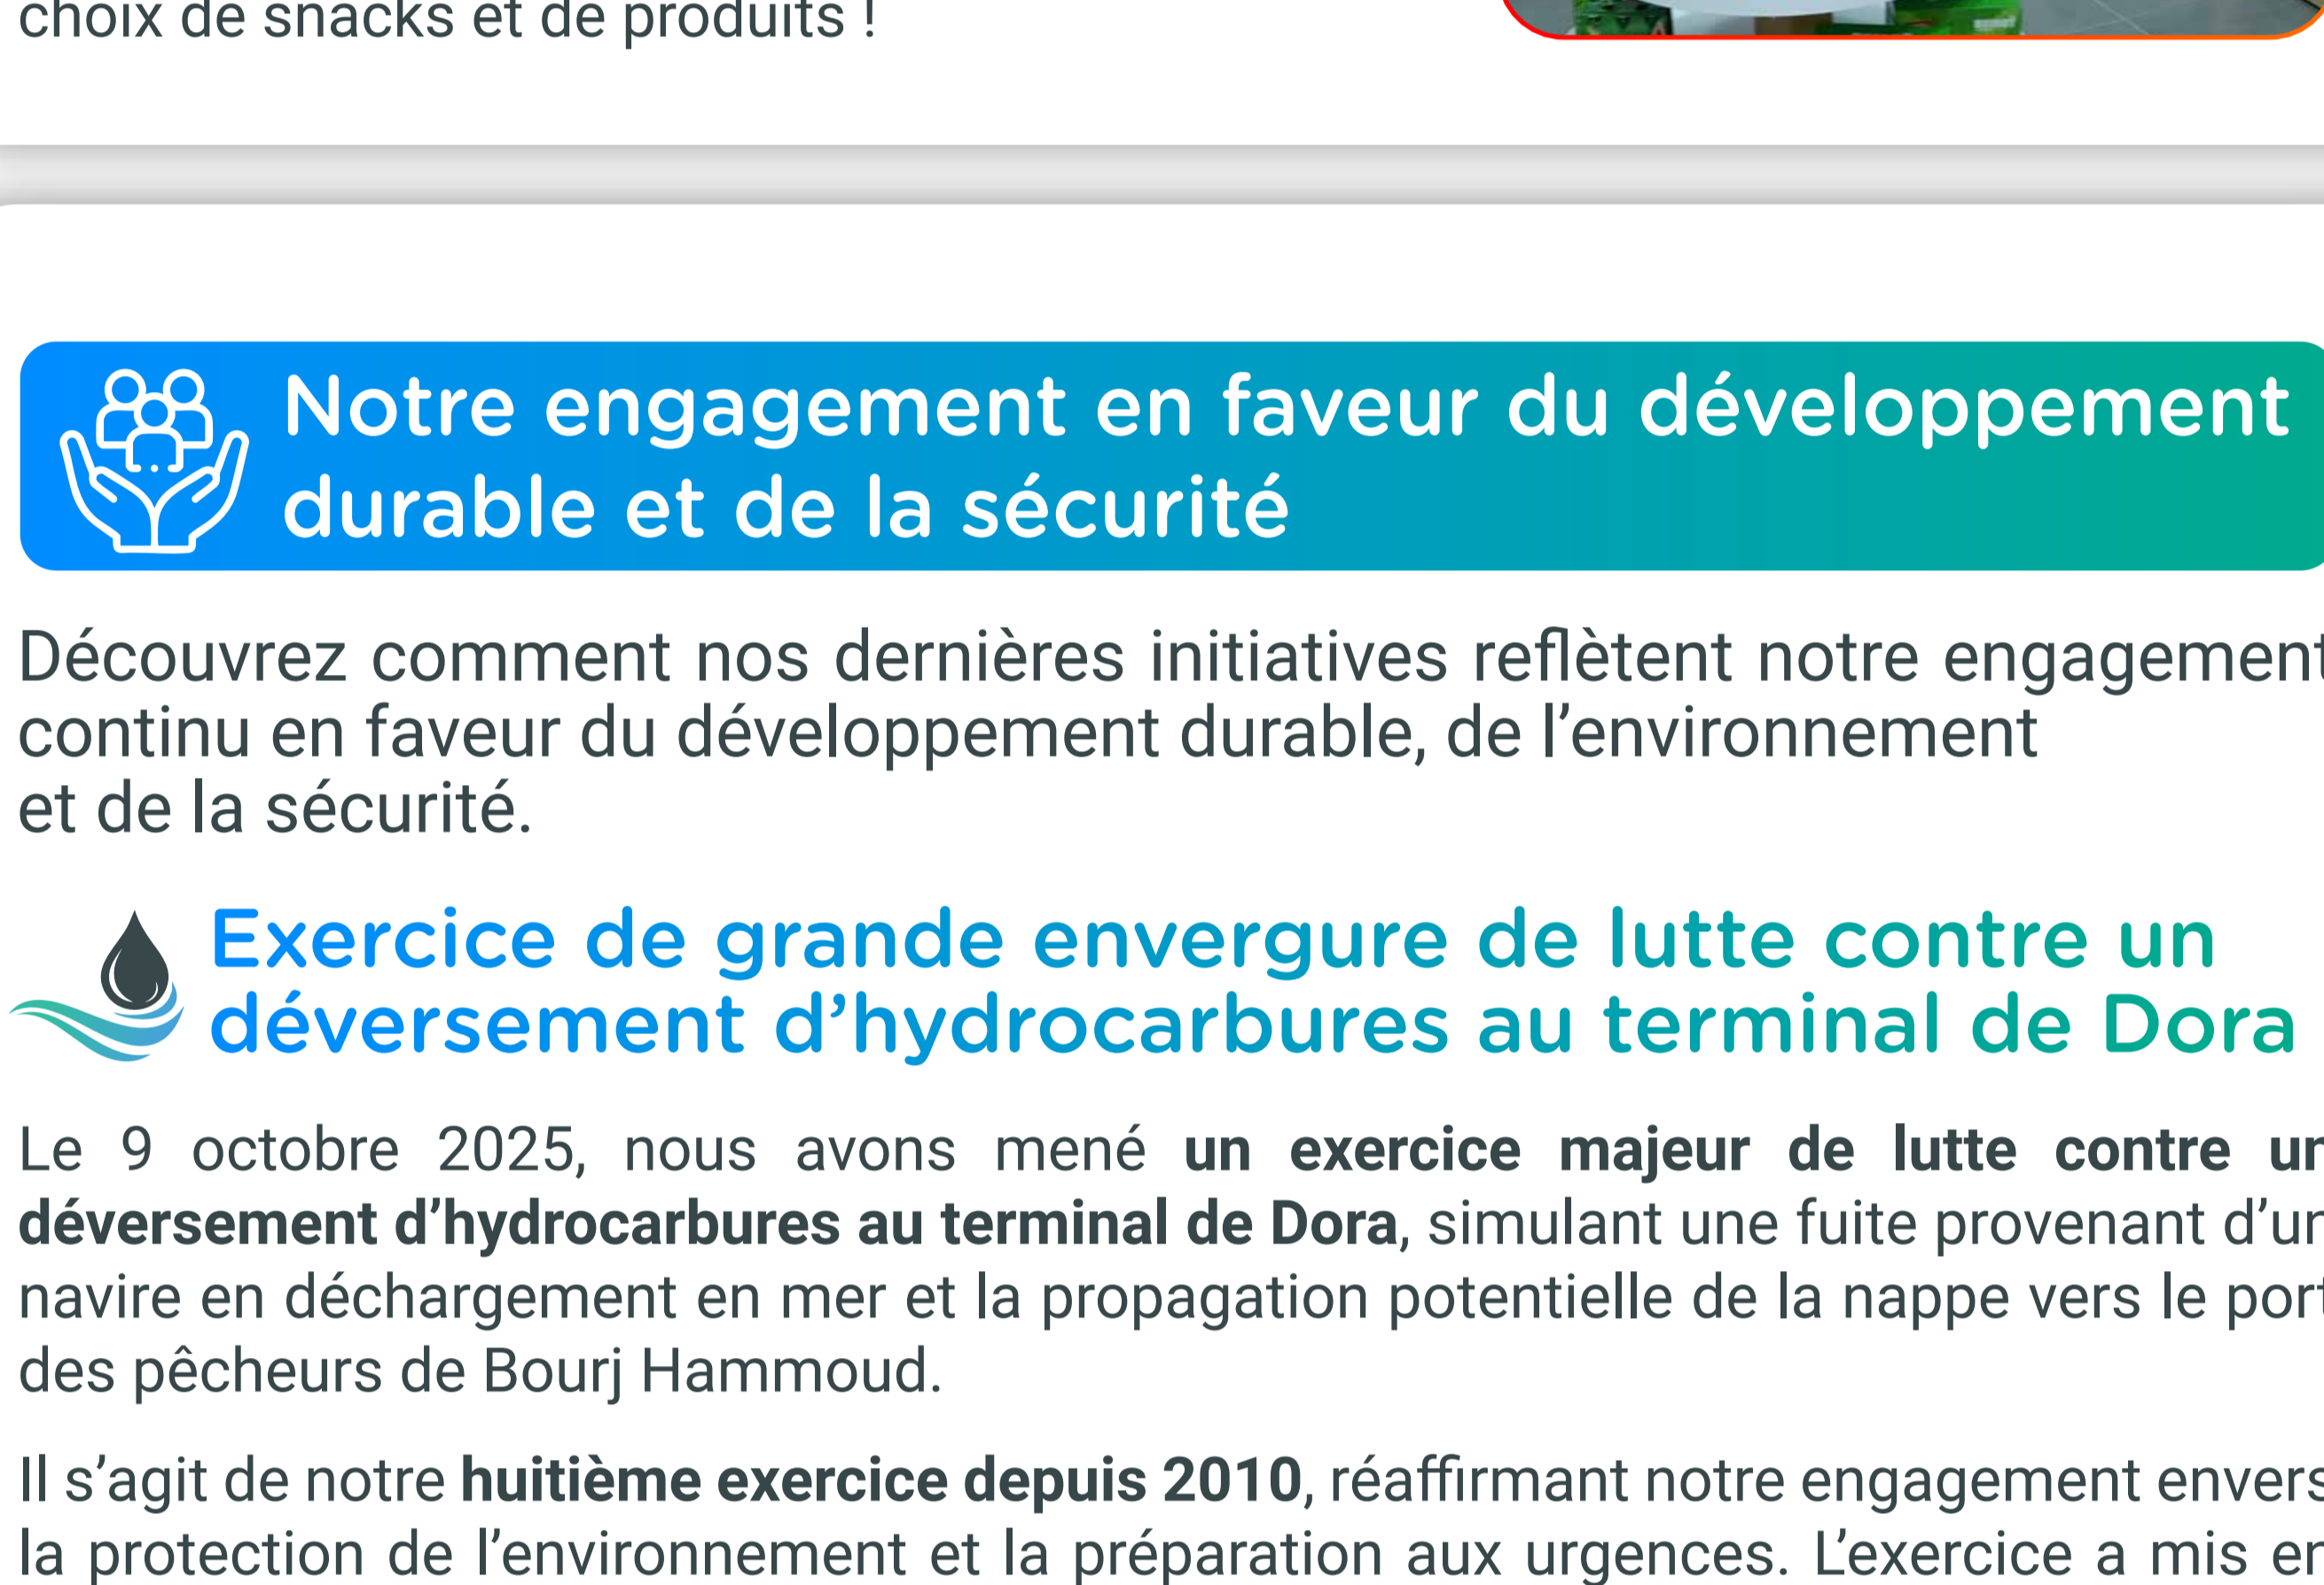 choix de snacks et de produits !
Notre engagement en faveur du développement
durable et de la sécurité
Découvrez comment nos dernières initiatives reflètent notre engagement
continu en faveur du développement durable, de l’environnement
et de la sécurité.
Exercice de grande envergure de lutte contre un
déversement d’hydrocarbures au terminal de Dora
Le 9 octobre 2025, nous avons mené un exercice majeur de lutte contre un
déversement d’hydrocarbures au terminal de Dora, simulant une fuite provenant d’un
navire en déchargement en mer et la propagation potentielle de la nappe vers le port
des pêcheurs de Bourj Hammoud.
Il s’agit de notre huitième exercice depuis 2010, réaffirmant notre engagement envers
la protection de l’environnement et la préparation aux urgences. L’exercice a mis en